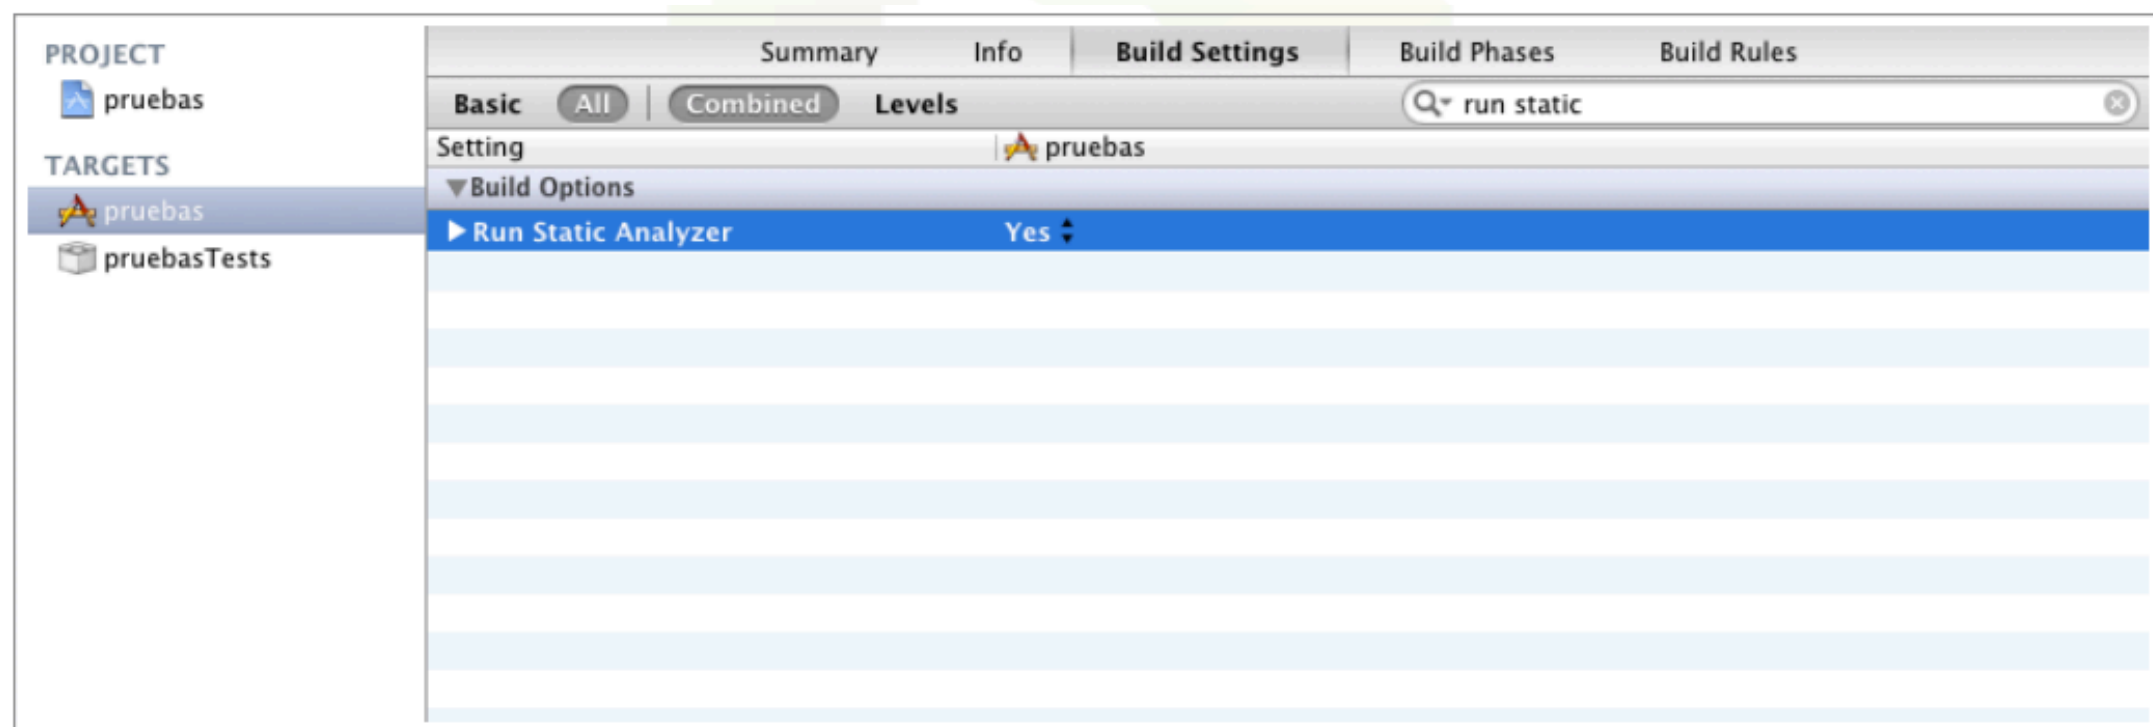 PROJECT
pruebas
TARGETS
pruebas
pruebasTests
Summary Info Build Settings Build Phases Build Rules
Basic All Combined Levels run static
Setting pruebas
Build Options
Run Static Analyzer Yes